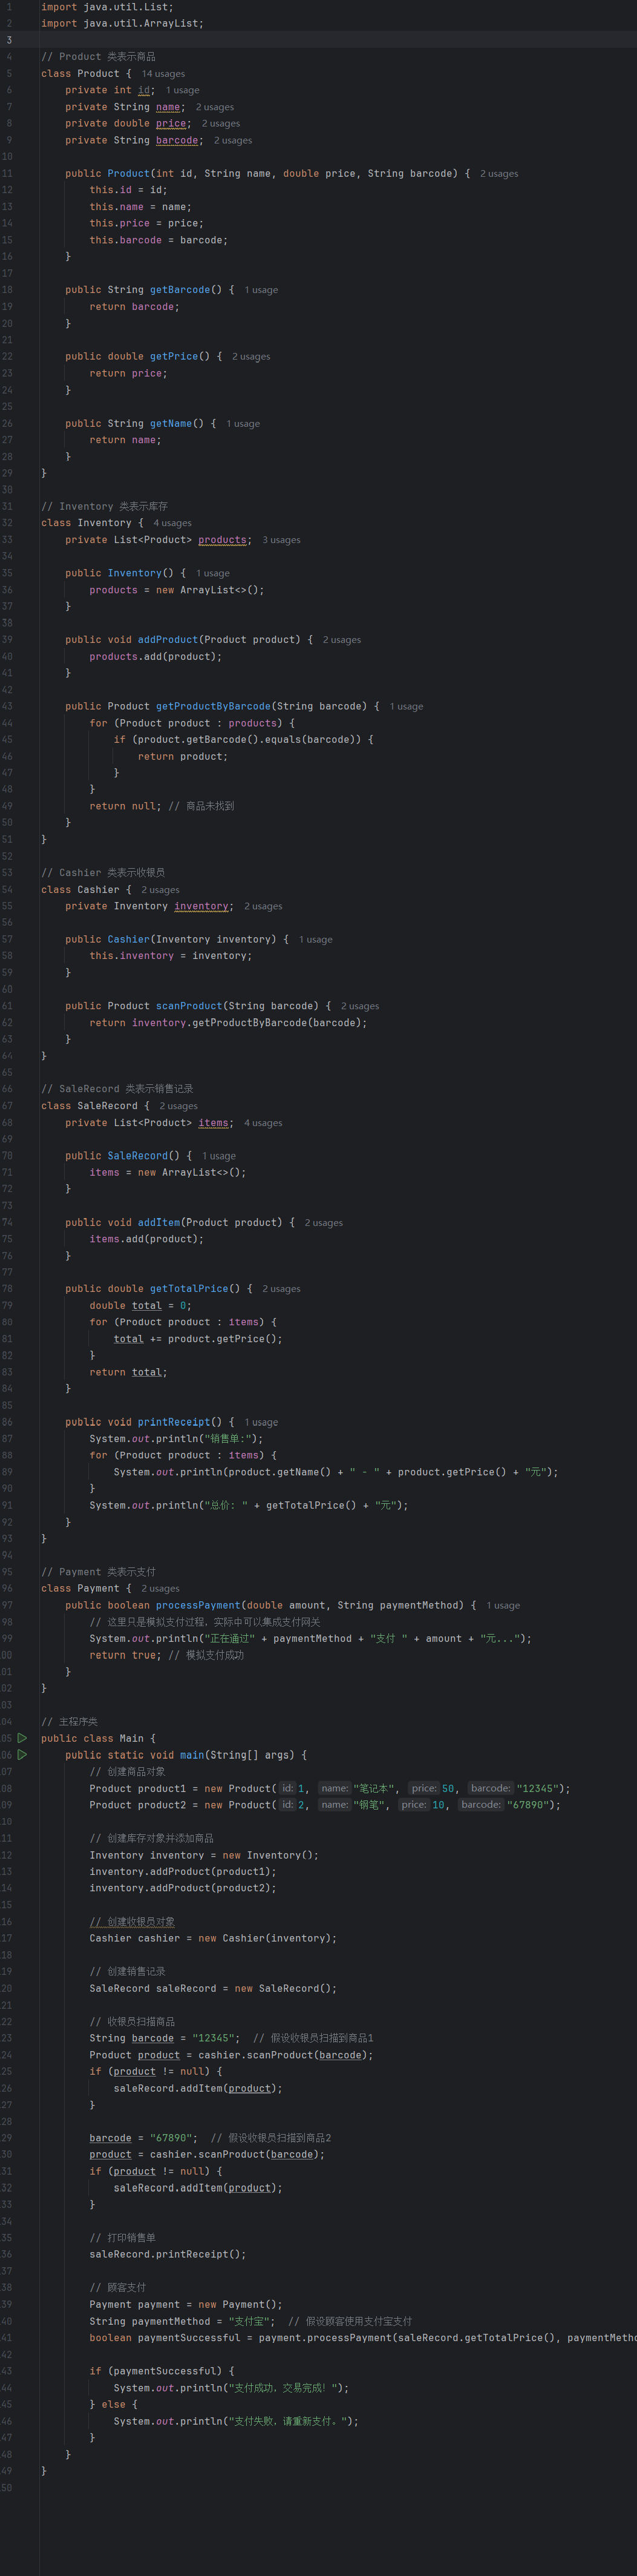 1 import java.util.List;
2 import java.util.ArrayList;
3
4 // Product 类表示商品
5 class Product { 14 usages
6 private int id; 1 usage
7 private String name; 2 usages
8 private double price; 2 usages
9 private String barcode; 2 usages
10
11 public Product(int id, String name, double price, String barcode) { 2 usages
12 this.id = id;
13 this.name = name;
14 this.price = price;
15 this.barcode = barcode;
16 }
17
18 public String getBarcode() { 1 usage
19 return barcode;
20 }
21
22 public double getPrice() { 2 usages
23 return price;
24 }
25
26 public String getName() { 1 usage
27 return name;
28 }
29 }
30
31 // Inventory 类表示库存
32 class Inventory { 4 usages
33 private List<Product> products; 3 usages
34
35 public Inventory() { 1 usage
36 products = new ArrayList<>();
37 }
38
39 public void addProduct(Product product) { 2 usages
40 products.add(product);
41 }
42
43 public Product getProductByBarcode(String barcode) { 1 usage
44 for (Product product : products) {
45 if (product.getBarcode().equals(barcode)) {
46 return product;
47 }
48 }
49 return null; // 商品未找到
50 }
51 }
52
53 // Cashier 类表示收银员
54 class Cashier { 2 usages
55 private Inventory inventory; 2 usages
56
57 public Cashier(Inventory inventory) { 1 usage
58 this.inventory = inventory;
59 }
60
61 public Product scanProduct(String barcode) { 2 usages
62 return inventory.getProductByBarcode(barcode);
63 }
64 }
65
66 // SaleRecord 类表示销售记录
67 class SaleRecord { 2 usages
68 private List<Product> items; 4 usages
69
70 public SaleRecord() { 1 usage
71 items = new ArrayList<>();
72 }
73
74 public void addItem(Product product) { 2 usages
75 items.add(product);
76 }
77
78 public double getTotalPrice() { 2 usages
79 double total = 0;
80 for (Product product : items) {
81 total += product.getPrice();
82 }
83 return total;
84 }
85
86 public void printReceipt() { 1 usage
87 System.out.println("销售单:");
88 for (Product product : items) {
89 System.out.println(product.getName() + " - " + product.getPrice() + "元");
90 }
91 System.out.println("总价: " + getTotalPrice() + "元");
92 }
93 }
94
95 // Payment 类表示支付
96 class Payment { 2 usages
97 public boolean processPayment(double amount, String paymentMethod) { 1 usage
98 // 这里只是模拟支付过程，实际中可以集成支付网关
99 System.out.println("正在通过" + paymentMethod + "支付 " + amount + "元...");
00 return true; // 模拟支付成功
01 }
02 }
03
04 // 主程序类
05 public class Main {
06 public static void main(String[] args) {
07 // 创建商品对象
08 Product product1 = new Product( id: 1, name: "笔记本", price: 50, barcode: "12345");
09 Product product2 = new Product( id: 2, name: "钢笔", price: 10, barcode: "67890");
10
11 // 创建库存对象并添加商品
12 Inventory inventory = new Inventory();
13 inventory.addProduct(product1);
14 inventory.addProduct(product2);
15
16 // 创建收银员对象
17 Cashier cashier = new Cashier(inventory);
18
19 // 创建销售记录
20 SaleRecord saleRecord = new SaleRecord();
21
22 // 收银员扫描商品
23 String barcode = "12345"; // 假设收银员扫描到商品1
24 Product product = cashier.scanProduct(barcode);
25 if (product != null) {
26 saleRecord.addItem(product);
27 }
28
29 barcode = "67890"; // 假设收银员扫描到商品2
30 product = cashier.scanProduct(barcode);
31 if (product != null) {
32 saleRecord.addItem(product);
33 }
34
35 // 打印销售单
36 saleRecord.printReceipt();
37
38 // 顾客支付
39 Payment payment = new Payment();
40 String paymentMethod = "支付宝"; // 假设顾客使用支付宝支付
41 boolean paymentSuccessful = payment.processPayment(saleRecord.getTotalPrice(), paymentMetho
42
43 if (paymentSuccessful) {
44 System.out.println("支付成功，交易完成！");
45 } else {
46 System.out.println("支付失败，请重新支付。");
47 }
48 }
49 }
50